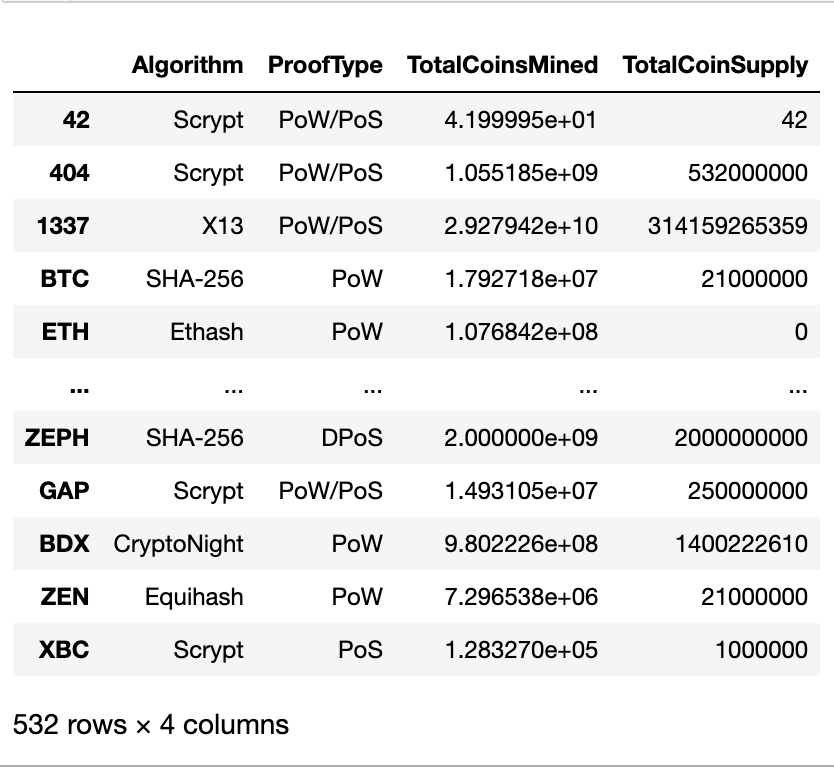 Algorithm ProofType TotalCoinsMined TotalCoinSupply
42 Scrypt PoW/PoS 4.199995e+01 42
404 Scrypt PoW/PoS 1.055185e+09 532000000
1337 X13 PoW/PoS 2.927942e+10 314159265359
BTC SHA-256 PoW 1.792718e+07 21000000
ETH Ethash PoW 1.076842e+08 0
... ... ... ... ...
ZEPH SHA-256 DPoS 2.000000e+09 2000000000
GAP Scrypt PoW/PoS 1.493105e+07 250000000
BDX CryptoNight PoW 9.802226e+08 1400222610
ZEN Equihash PoW 7.296538e+06 21000000
XBC Scrypt PoS 1.283270e+05 1000000
532 rows × 4 columns